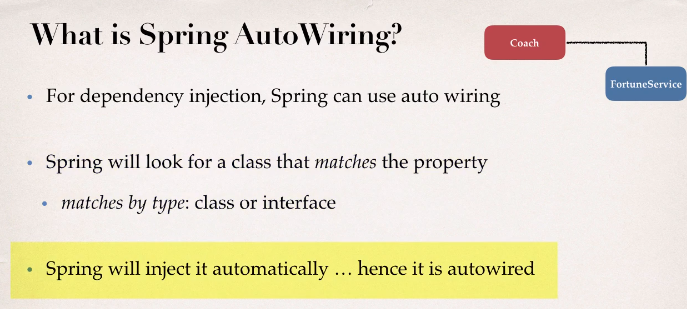 What is Spring AutoWiring?
Coach
FortuneService
• For dependency injection, Spring can use auto wiring
• Spring will look for a class that matches the property
• matches by type: class or interface
• Spring will inject it automatically … hence it is autowired